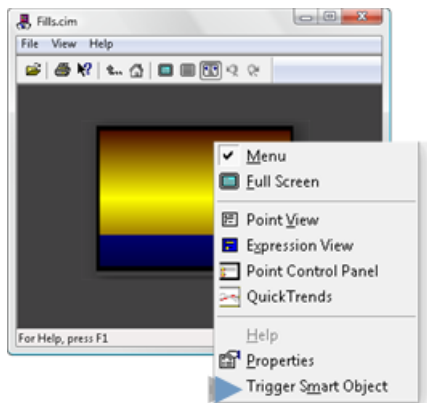 Fills.cim
File View Help
Menu
Full Screen
Point View
Expression View
Point Control Panel
QuickTrends
Help
Properties
Trigger Smart Object
For Help, press F1